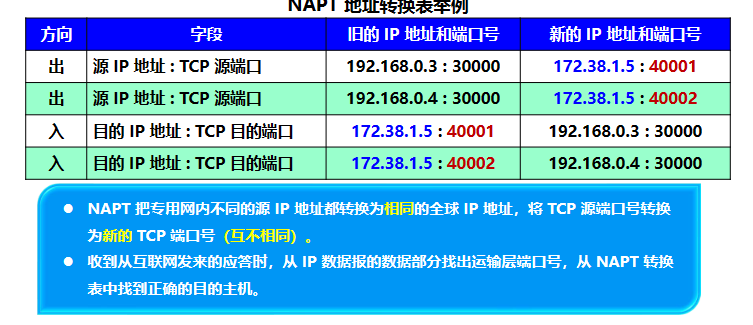 NAPT 地址转换表举例
方向 字段 旧的 IP 地址和端口号 新的 IP 地址和端口号
出 源 IP 地址 : TCP 源端口 192.168.0.3 : 30000 172.38.1.5 : 40001
出 源 IP 地址 : TCP 源端口 192.168.0.4 : 30000 172.38.1.5 : 40002
入 目的 IP 地址 : TCP 目的端口 172.38.1.5 : 40001 192.168.0.3 : 30000
入 目的 IP 地址 : TCP 目的端口 172.38.1.5 : 40002 192.168.0.4 : 30000
● NAPT 把专用网内不同的源 IP 地址都转换为相同的全球 IP 地址，将 TCP 源端口号转换
为新的 TCP 端口号（互不相同）。
● 收到从互联网发来的应答时，从 IP 数据报的数据部分找出运输层端口号，从 NAPT 转换
表中找到正确的目的主机。